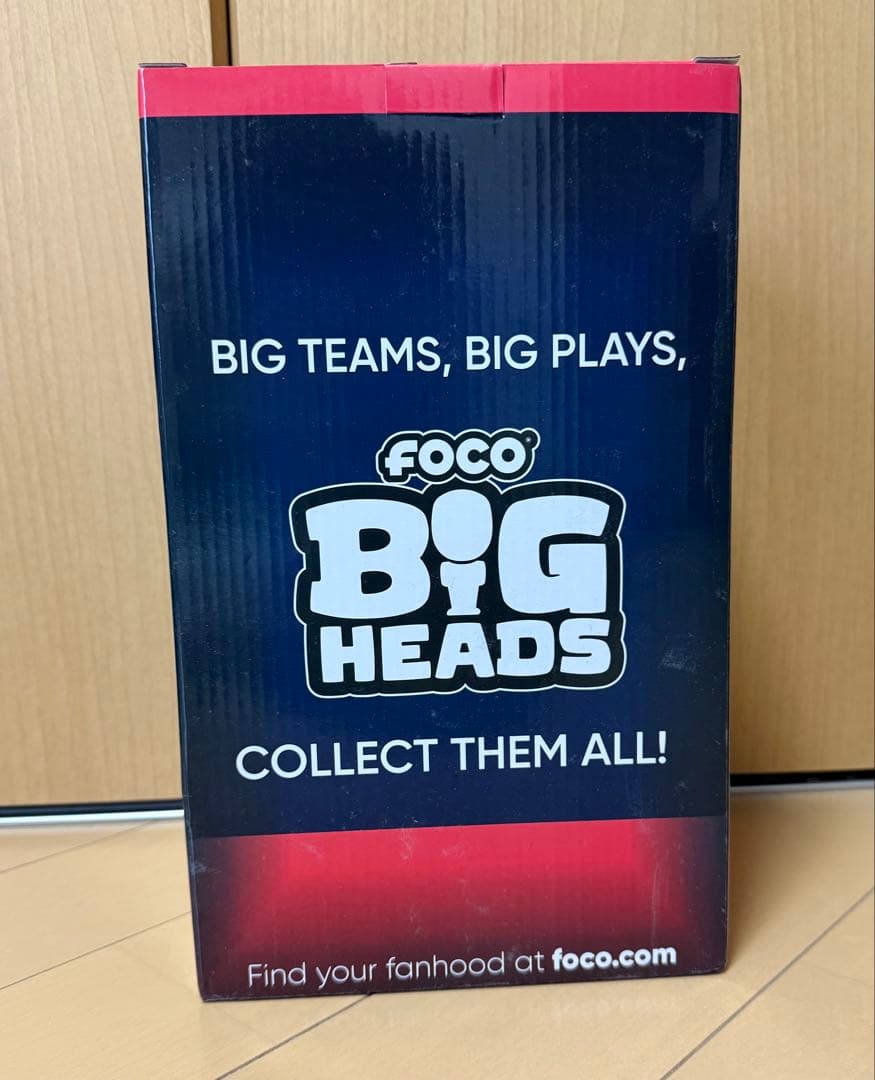 BIG TEAMS, BIG PLAYS,
FOCO®
BIG
HEADS
COLLECT THEM ALL!
Find your fanhood at foco.com